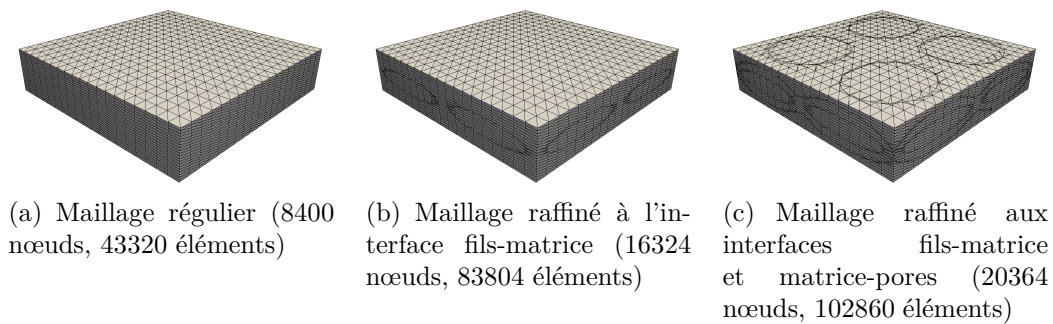 (a) Maillage régulier (8400
nœuds, 43320 éléments)
(b) Maillage raffiné à l'in-
terface fils-matrice (16324
nœuds, 83804 éléments)
(c) Maillage raffiné aux
interfaces fils-matrice
et matrice-pores (20364
nœuds, 102860 éléments)